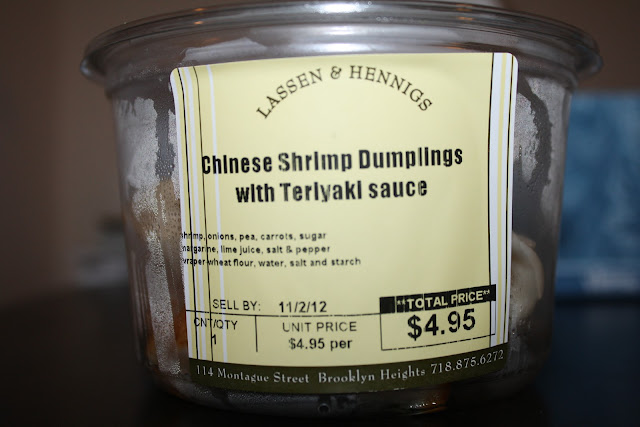 LASSEN & HENNIGS
Chinese Shrimp Dumplings
with Teriyaki sauce
shrimp, onions, pea, carrots, sugar
margarine, lime juice, salt & pepper
wraper wheat flour, water, salt and starch
SELL BY: 11/2/12
CNT/QTY UNIT PRICE **TOTAL PRICE**
1 $4.95 per $4.95
114 Montague Street Brooklyn Heights 718.875.6272